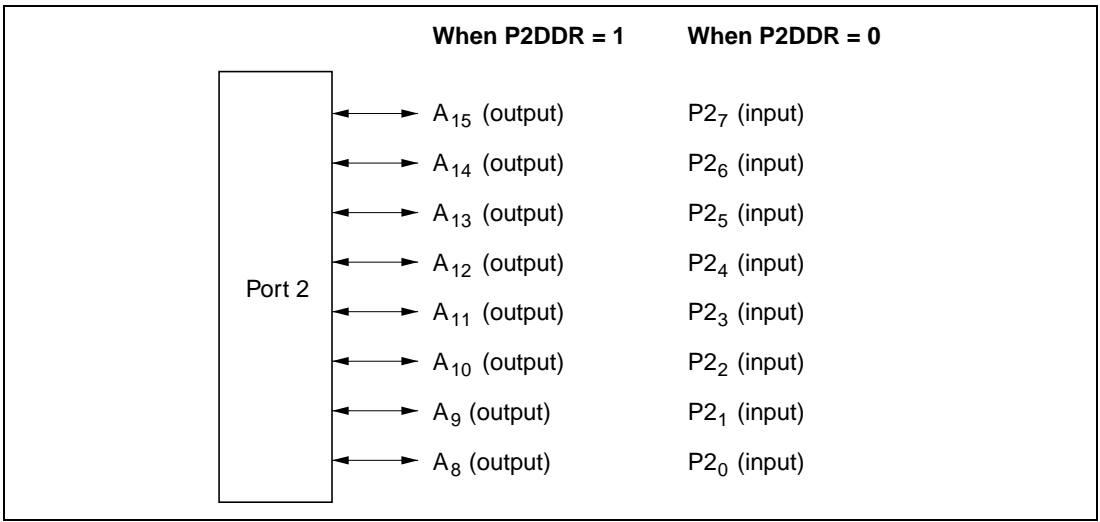 When P2DDR = 1 When P2DDR = 0
A15 (output) P27 (input)
A14 (output) P26 (input)
A13 (output) P25 (input)
A12 (output) P24 (input)
Port 2
A11 (output) P23 (input)
A10 (output) P22 (input)
A9 (output) P21 (input)
A8 (output) P20 (input)